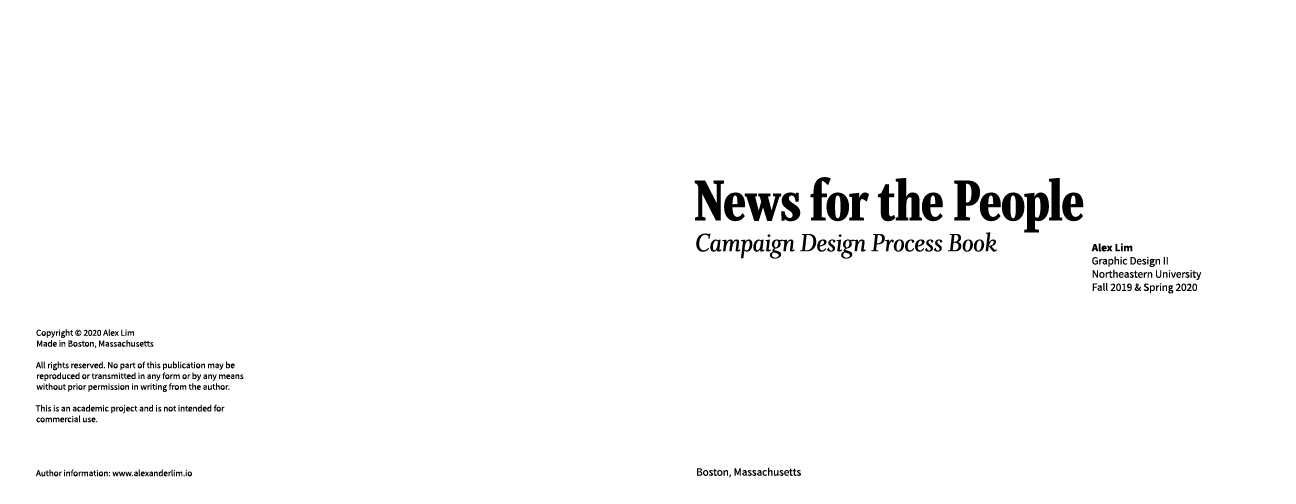 Copyright © 2020 Alex Lim
Made in Boston, Massachusetts
All rights reserved. No part of this publication may be
reproduced or transmitted in any form or by any means
without prior permission in writing from the author.
This is an academic project and is not intended for
commercial use.
Author information: www.alexanderlim.io
News for the People
Campaign Design Process Book
Alex Lim
Graphic Design II
Northeastern University
Fall 2019 & Spring 2020
Boston, Massachusetts